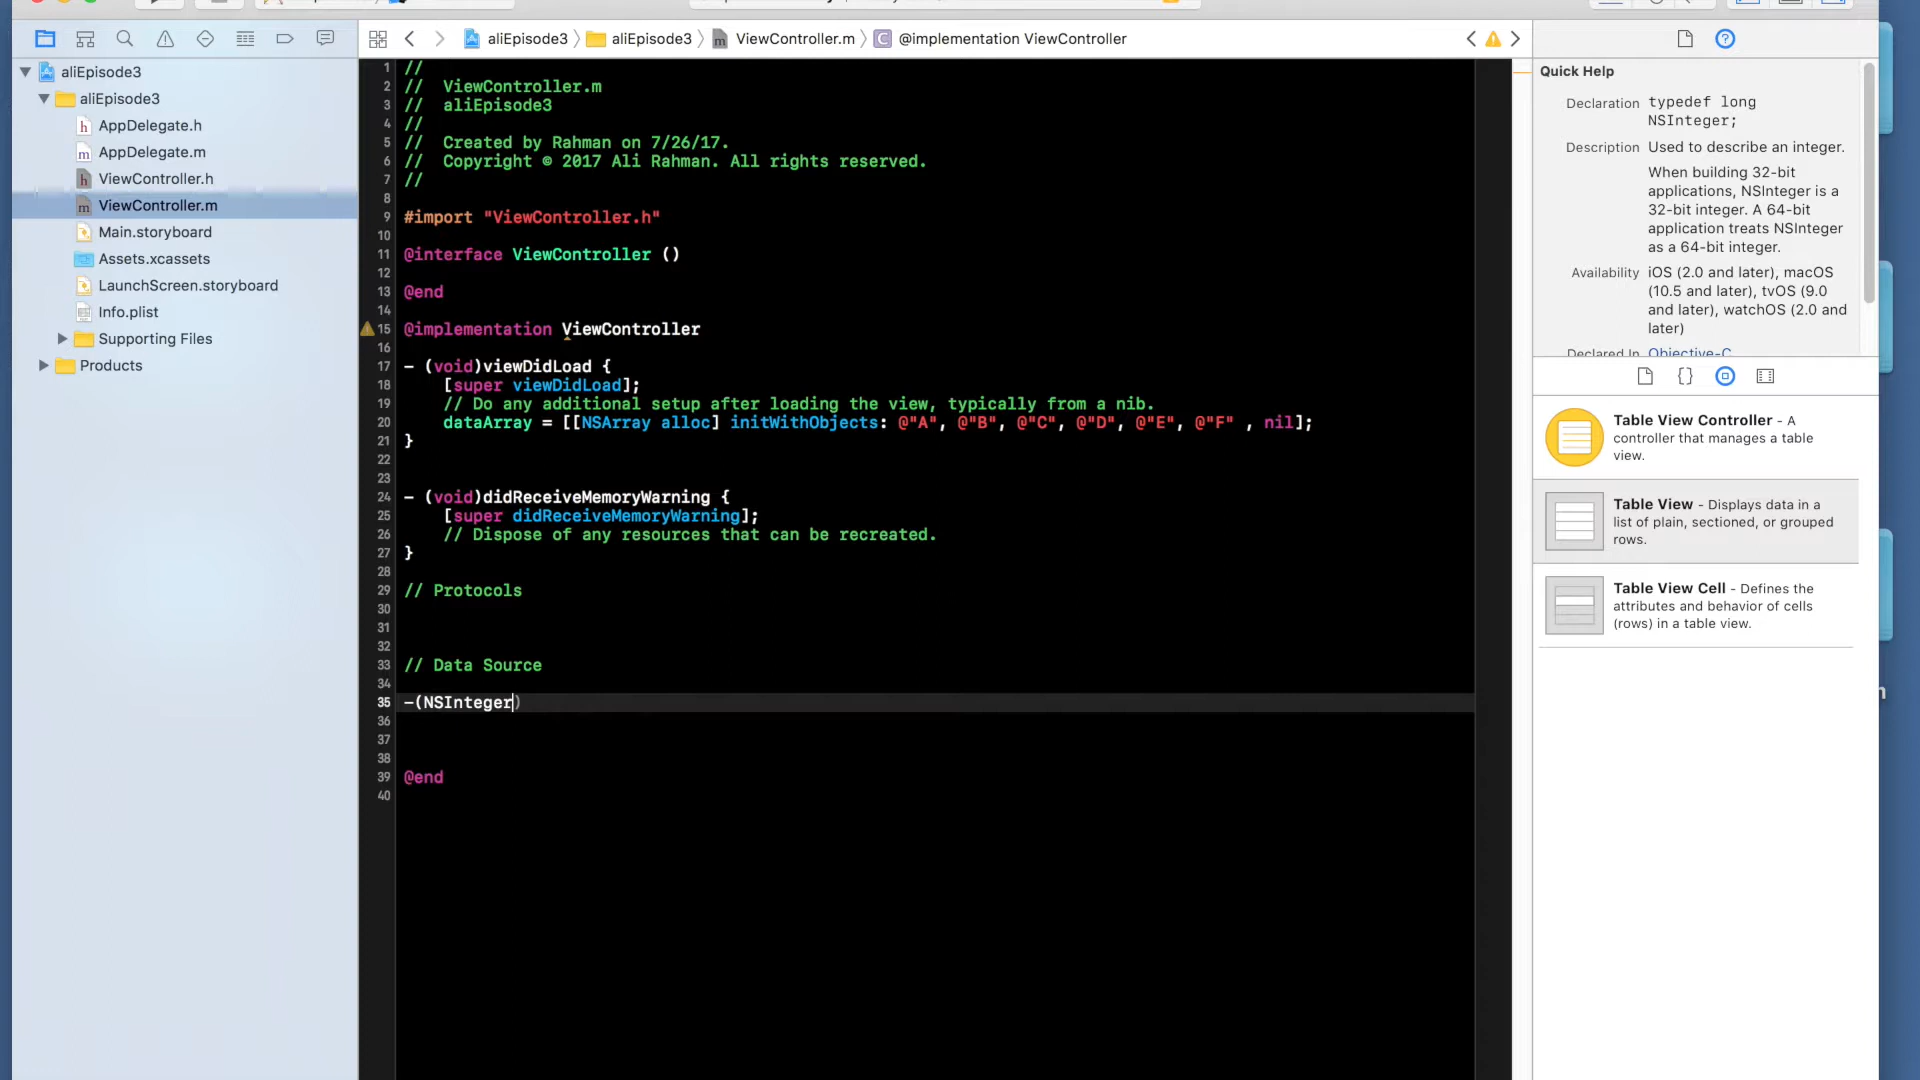 aliEpisode3 〉 aliEpisode3 〉 ViewController.m 〉 @implementation ViewController
aliEpisode3
aliEpisode3
AppDelegate.h
AppDelegate.m
ViewController.h
ViewController.m
Main.storyboard
Assets.xcassets
LaunchScreen.storyboard
Info.plist
Supporting Files
Products
1 //
2 //  ViewController.m
3 //  aliEpisode3
4 //
5 //  Created by Rahman on 7/26/17.
6 //  Copyright © 2017 Ali Rahman. All rights reserved.
7 //
8
9 #import "ViewController.h"
10
11 @interface ViewController ()
12
13 @end
14
15 @implementation ViewController
16
17 - (void)viewDidLoad {
18     [super viewDidLoad];
19     // Do any additional setup after loading the view, typically from a nib.
20     dataArray = [[NSArray alloc] initWithObjects: @"A", @"B", @"C", @"D", @"E", @"F" , nil];
21 }
22
23
24 - (void)didReceiveMemoryWarning {
25     [super didReceiveMemoryWarning];
26     // Dispose of any resources that can be recreated.
27 }
28
29 // Protocols
30
31
32
33 // Data Source
34
35 -(NSInteger)
36
37
38
39 @end
40
Quick Help
Declaration typedef long
NSInteger;
Description Used to describe an integer.
When building 32-bit
applications, NSInteger is a
32-bit integer. A 64-bit
application treats NSInteger
as a 64-bit integer.
Availability iOS (2.0 and later), macOS
(10.5 and later), tvOS (9.0
and later), watchOS (2.0 and
later)
Declared In Objective-C
Table View Controller - A
controller that manages a table
view.
Table View - Displays data in a
list of plain, sectioned, or grouped
rows.
Table View Cell - Defines the
attributes and behavior of cells
(rows) in a table view.